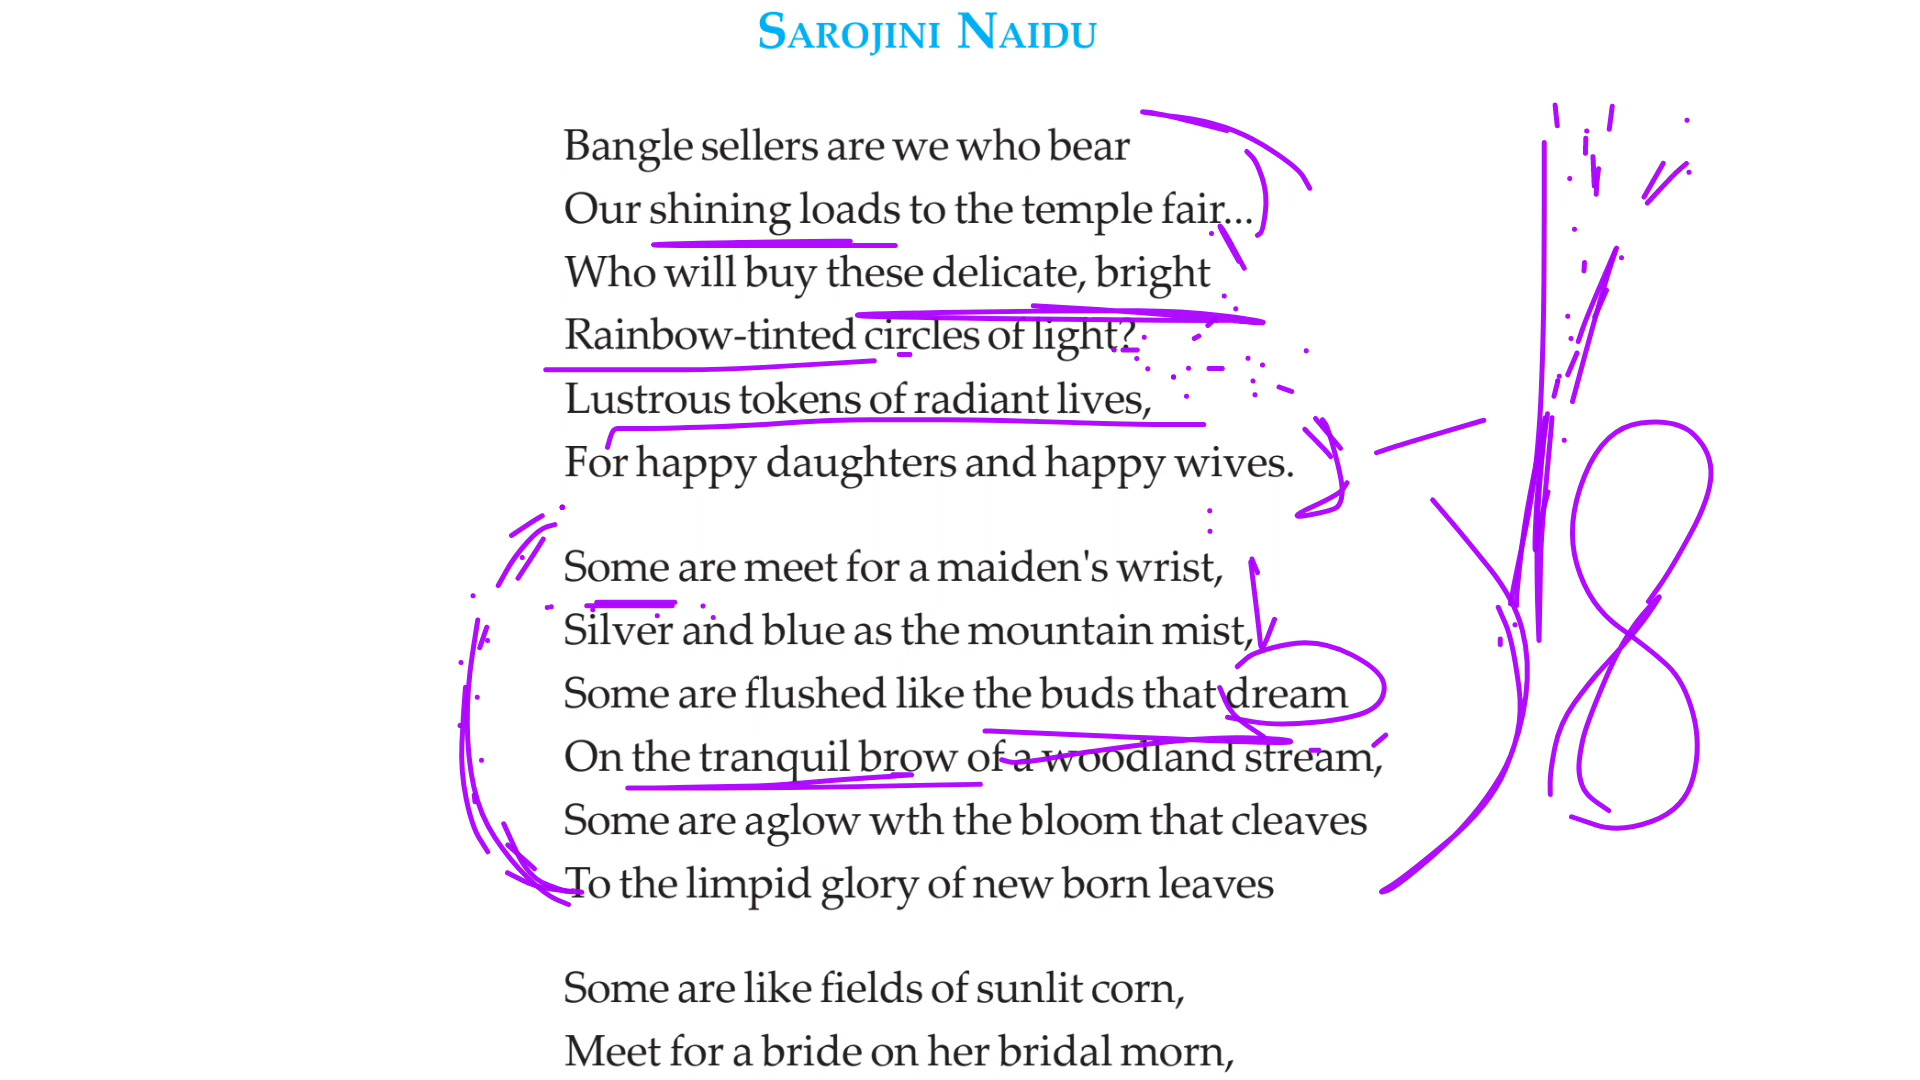 SAROJINI NAIDU
Bangle sellers are we who bear
Our shining loads to the temple fair...
Who will buy these delicate, bright
Rainbow-tinted circles of light?
Lustrous tokens of radiant lives,
For happy daughters and happy wives.
Some are meet for a maiden's wrist,
Silver and blue as the mountain mist,
Some are flushed like the buds that dream
On the tranquil brow of a woodland stream,
Some are aglow wth the bloom that cleaves
To the limpid glory of new born leaves
Some are like fields of sunlit corn,
Meet for a bride on her bridal morn,